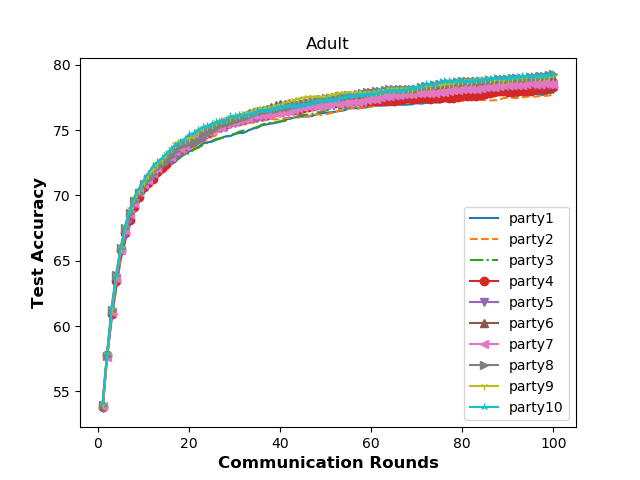 Adult
80
75
70
65
60
55
Test Accuracy
0 20 40 60 80 100
Communication Rounds
party1
party2
party3
party4
party5
party6
party7
party8
party9
party10